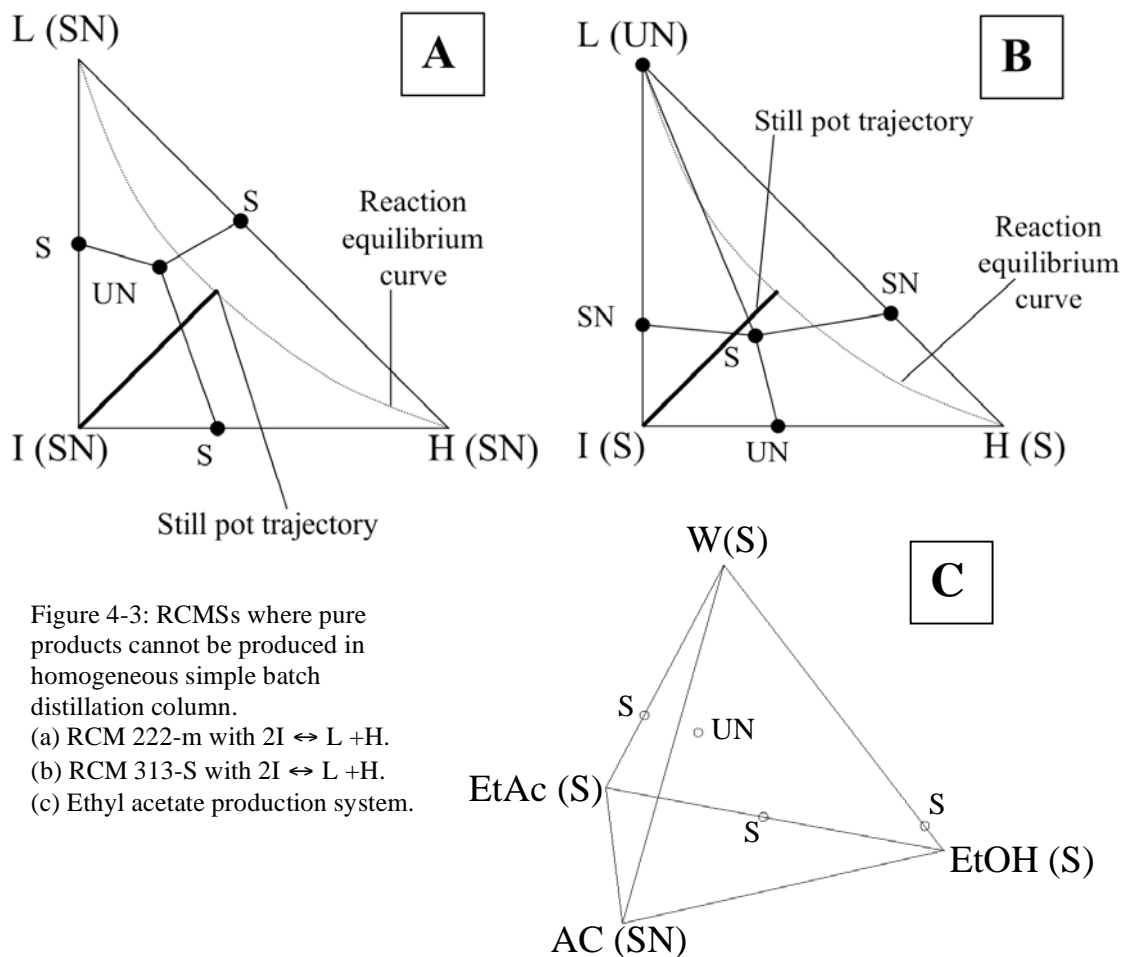 A
L (SN)
S
Reaction
equilibrium
curve
S
UN
I (SN)
S
H (SN)
Still pot trajectory
B
L (UN)
Still pot trajectory
Reaction
equilibrium
curve
SN
SN
S
I (S)
UN
H (S)
Figure 4-3: RCMSs where pure
products cannot be produced in
homogeneous simple batch
distillation column.
(a) RCM 222-m with 2I ⇔ L +H.
(b) RCM 313-S with 2I ⇔ L +H.
(c) Ethyl acetate production system.
C
W(S)
S
UN
EtAc (S)
S
S
EtOH (S)
AC (SN)